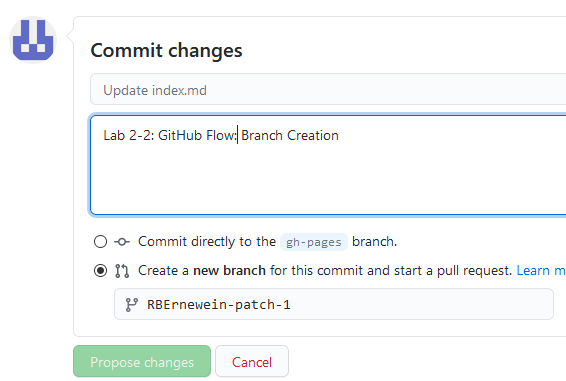 Commit changes
Update index.md
Lab 2-2: GitHub Flow: Branch Creation
Commit directly to the gh-pages branch.
Create a new branch for this commit and start a pull request. Learn m
RBErnewein-patch-1
Propose changes Cancel